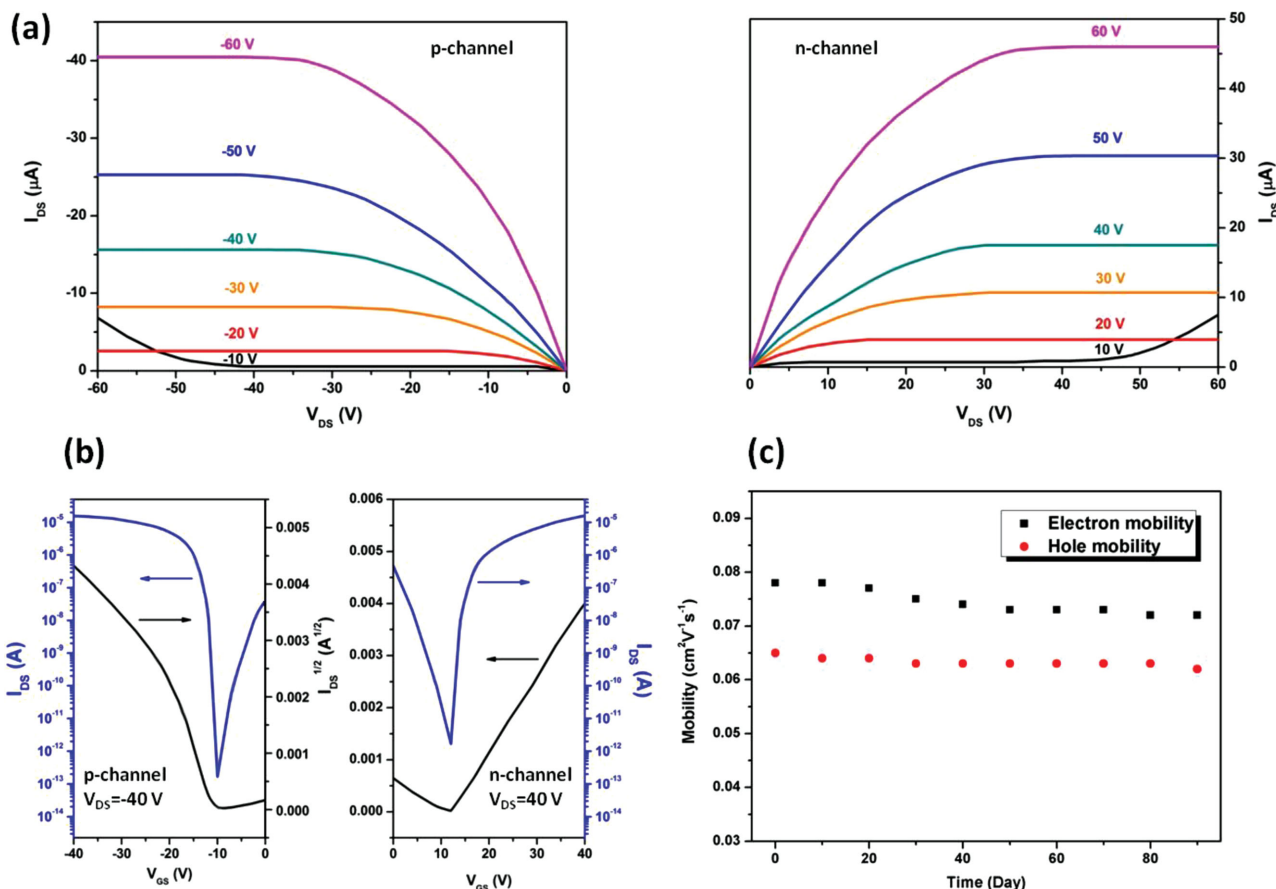 (a)
p-channel
-60 V
-50 V
-40 V
-30 V
-20 V
-10 V
-40
-30
-20
-10
0
I_DS (μA)
-60 -50 -40 -30 -20 -10 0
V_DS (V)
n-channel
60 V
50 V
40 V
30 V
20 V
10 V
50
40
30
20
10
0
I_DS (μA)
0 10 20 30 40 50 60
V_DS (V)
(b)
I_DS (A)
10^-5
10^-6
10^-7
10^-8
10^-9
10^-10
10^-11
10^-12
10^-13
10^-14
p-channel
V_DS=-40 V
0.005
0.004
0.003
0.002
0.001
0.000
-40 -30 -20 -10 0
V_GS (V)
I_DS^1/2 (A^1/2)
0.006
0.005
0.004
0.003
0.002
0.001
0.000
n-channel
V_DS=40 V
10^-5
10^-6
10^-7
10^-8
10^-9
10^-10
10^-11
10^-12
10^-13
10^-14
I_DS (A)
0 10 20 30 40
V_GS (V)
(c)
Electron mobility
Hole mobility
Mobility (cm^2V^-1s^-1)
0.09
0.08
0.07
0.06
0.05
0.04
0.03
0 20 40 60 80
Time (Day)